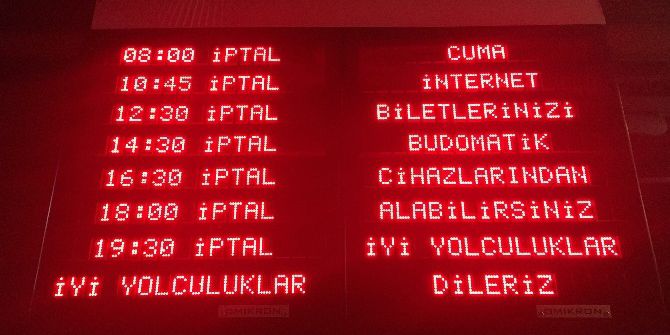 08:00 İPTAL
10:45 İPTAL
12:30 İPTAL
14:30 İPTAL
16:30 İPTAL
18:00 İPTAL
19:30 İPTAL
İYİ YOLCULUKLAR
OMIKRON
CUMA
İNTERNET
BİLETLERİNİZİ
BUDOMATİK
CİHAZLARINDAN
ALABİLİRSİNİZ
İYİ YOLCULUKLAR
DİLERİZ
OMIKRON